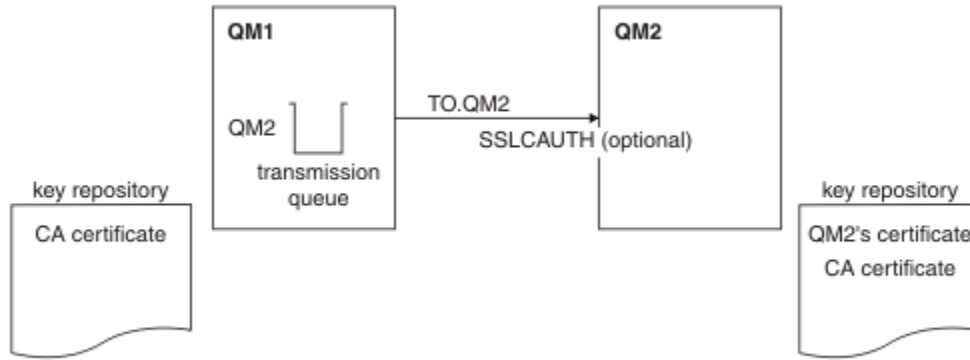 QM1
QM2
TO.QM2
QM2
SSLCAUTH (optional)
transmission
queue
key repository
CA certificate
key repository
QM2's certificate
CA certificate